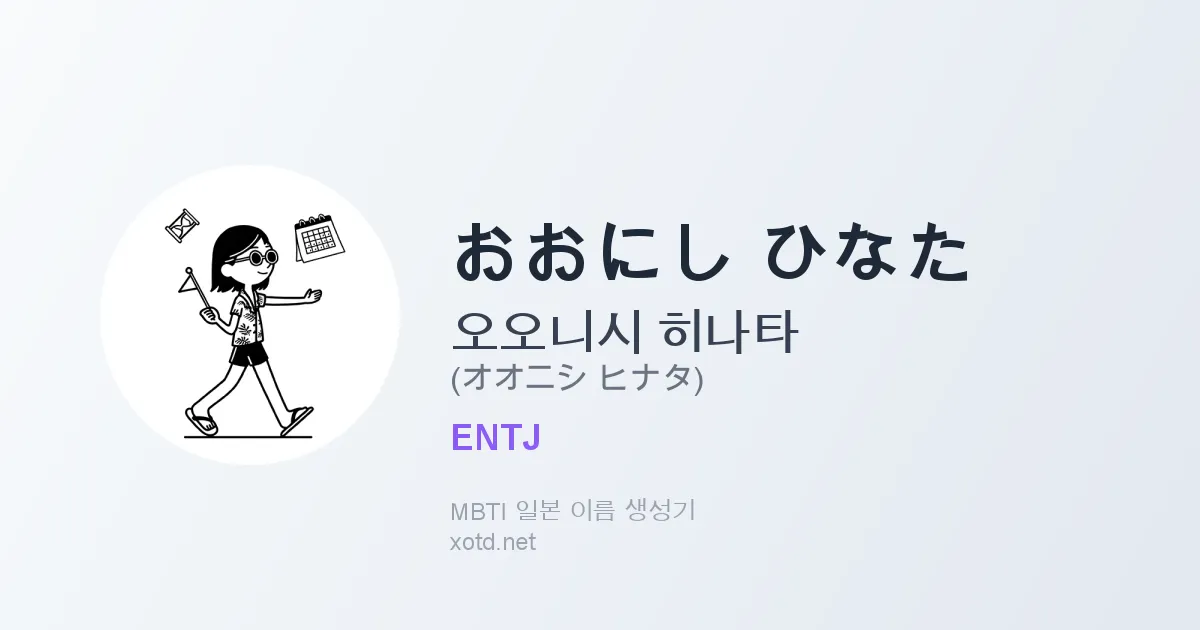 おおにし ひなた
오오니시 히나타
(オオニシ ヒナタ)
ENTJ
MBTI 일본 이름 생성기
xotd.net